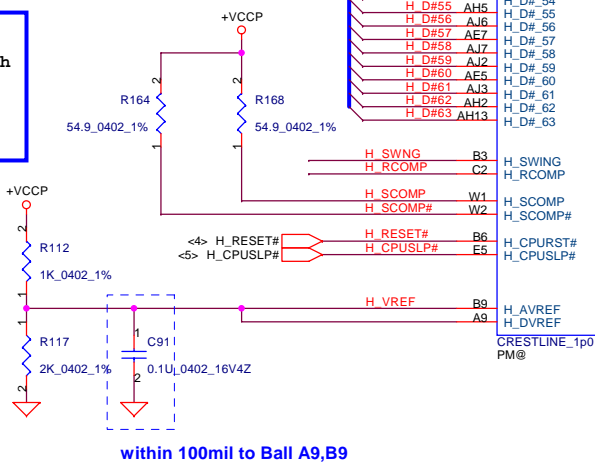 H_D#_54
H_D#55 AH5 H_D#_55
H_D#56 AJ6 H_D#_56
H_D#57 AE7 H_D#_57
H_D#58 AJ7 H_D#_58
H_D#59 AJ2 H_D#_59
H_D#60 AE5 H_D#_60
H_D#61 AJ3 H_D#_61
H_D#62 AH2 H_D#_62
H_D#63 AH13 H_D#_63
h
+VCCP
2 2
R164 R168
54.9_0402_1% 54.9_0402_1%
1 1
H_SWNG B3 H_SWING
H_RCOMP C2 H_RCOMP
H_SCOMP W1 H_SCOMP
H_SCOMP# W2 H_SCOMP#
<4> H_RESET# H_RESET# B6 H_CPURST#
<5> H_CPUSLP# H_CPUSLP# E5 H_CPUSLP#
+VCCP
2
R112
1K_0402_1%
1
H_VREF B9 H_AVREF
A9 H_DVREF
1 1
R117 C91
2K_0402_1% 0.1U_0402_16V4Z
2 2
CRESTLINE_1p0
PM@
within 100mil to Ball A9,B9